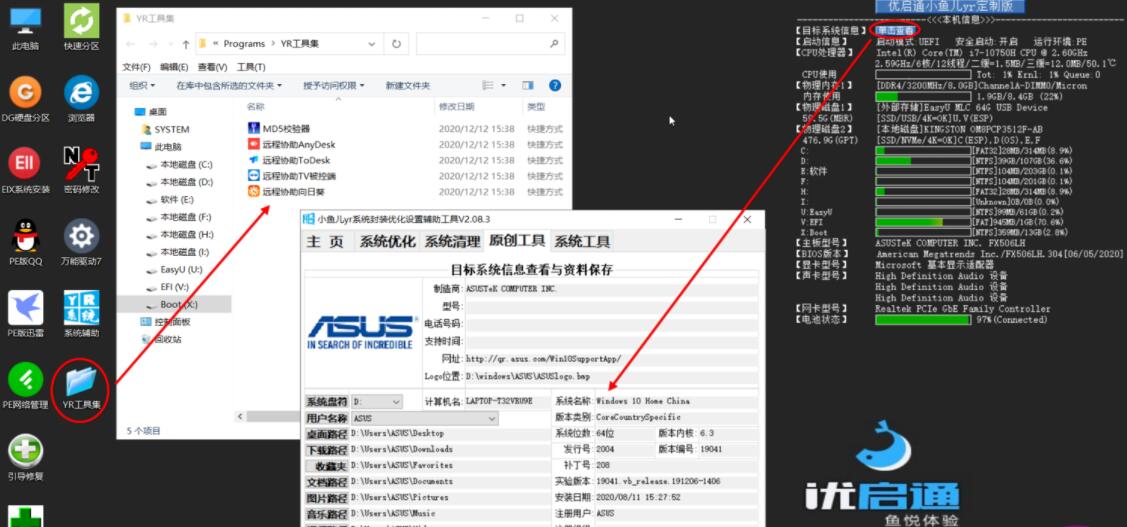 此电脑
快速分区
DG硬盘分区
浏览器
EIX系统安装
密码修改
PE版QQ
万能驱动7
PE版迅雷
系统辅助
PE网络管理
YR工具集
引导修复
YR工具集
« Programs > YR工具集
文件(F) 编辑(E) 查看(V) 工具(T)
组织 在库中包含所选的文件夹 授予访问权限 新建文件夹
名称 修改日期 类型
桌面
SYSTEM
此电脑
本地磁盘 (C:)
本地磁盘 (D:)
软件 (E:)
本地磁盘 (F:)
本地磁盘 (H:)
本地磁盘 (I:)
EasyU (U:)
EFI (V:)
Boot (X:)
控制面板
回收站
MD5校验器 2020/12/12 15:38 快捷方式
远程协助AnyDesk 2020/12/12 15:38 快捷方式
远程协助ToDesk 2020/12/12 15:38 快捷方式
远程协助TV被控端 2020/12/12 15:38 快捷方式
远程协助向日葵 2020/12/12 15:38 快捷方式
5 个项目
小鱼儿yr系统封装优化设置辅助工具V2.08.3
主 页 系统优化 系统清理 原创工具 系统工具
目标系统信息查看与资料保存
ASUS
IN SEARCH OF INCREDIBLE
制造商: ASUSTeK COMPUTER INC.
型号:
电话号码:
支持时间:
网址: http://gr.asus.com/Win10SupportApp/
Logo位置: D:\windows\ASUS\ASUSlogo.bmp
系统盘符 D: 计算机名: LAPTOP-T32VRU9E 系统名称: Windows 10 Home China
用户名称 ASUS 版本类别: CoreCountrySpecific
桌面路径 D:\Users\ASUS\Desktop 系统位数: 64位 版本内核: 6.3
下载路径 D:\Users\ASUS\Downloads 发行号: 2004 版本编号: 19041
收藏夹 D:\Users\ASUS\Favorites 补丁号: 208
文档路径 D:\Users\ASUS\Documents 实验版本: 19041.vb_release.191206-1406
图片路径 D:\Users\ASUS\Pictures 安装日期: 2020/08/11 15:27:52
音乐路径 D:\Users\ASUS\Music 注册用户: ASUS
优启通小鱼儿yr定制版
<<<本机信息>>>
【目标系统信息】 单击查看
【启动信息】 启动模式:UEFI 安全启动:开启 运行环境:PE
【CPU处理器】 Intel(R) Core(TM) i7-10750H CPU @ 2.60GHz
2.59GHz/6核/12线程/二缓=1.5MB/三缓=12.0MB/50.1℃
CPU使用 Tot: 1% Krnl: 1% Queue:0
【物理内存1】 [DDR4/3200MHz/8.0GB]ChannelA-DIMM0/Micron
内存使用 1.9GB/8.4GB (22%)
【物理磁盘1】 [外部存储]EasyU MLC 64G USB Device
59.5G(MBR) [SSD/USB/4K=OK]U,V(ESP)
【物理磁盘2】 [本地磁盘]KINGSTON OM8PCP3512F-AB
476.9G(GPT) [SSD/NVMe/4K=OK]C(ESP),D(OS),E,F
C: [FAT32]28MB/314MB(8.9%)
D: [NTFS]39GB/107GB(36.6%)
E:软件 [NTFS]104MB/203GB(0.1%)
F: [NTFS]104MB/201GB(0.1%)
H: [FAT32]28MB/314MB(8.9%)
I: [Unknown]0B/0B(0.0%)
U:EasyU [NTFS]99MB/61GB(0.2%)
V:EFI [FAT]945MB/1GB(70.6%)
X:Boot [NTFS]359MB/13GB(2.8%)
【主板型号】 ASUSTeK COMPUTER INC. FX506LH
【BIOS版本】 American Megatrends Inc./FX506LH.304[06/05/2020]
【显卡型号】 Microsoft 基本显示适配器
【声卡型号】 High Definition Audio 设备
High Definition Audio 设备
High Definition Audio 设备
【网卡型号】 Realtek PCIe GbE Family Controller
【电池状态】 97%(Connected)
优启通
鱼悦体验